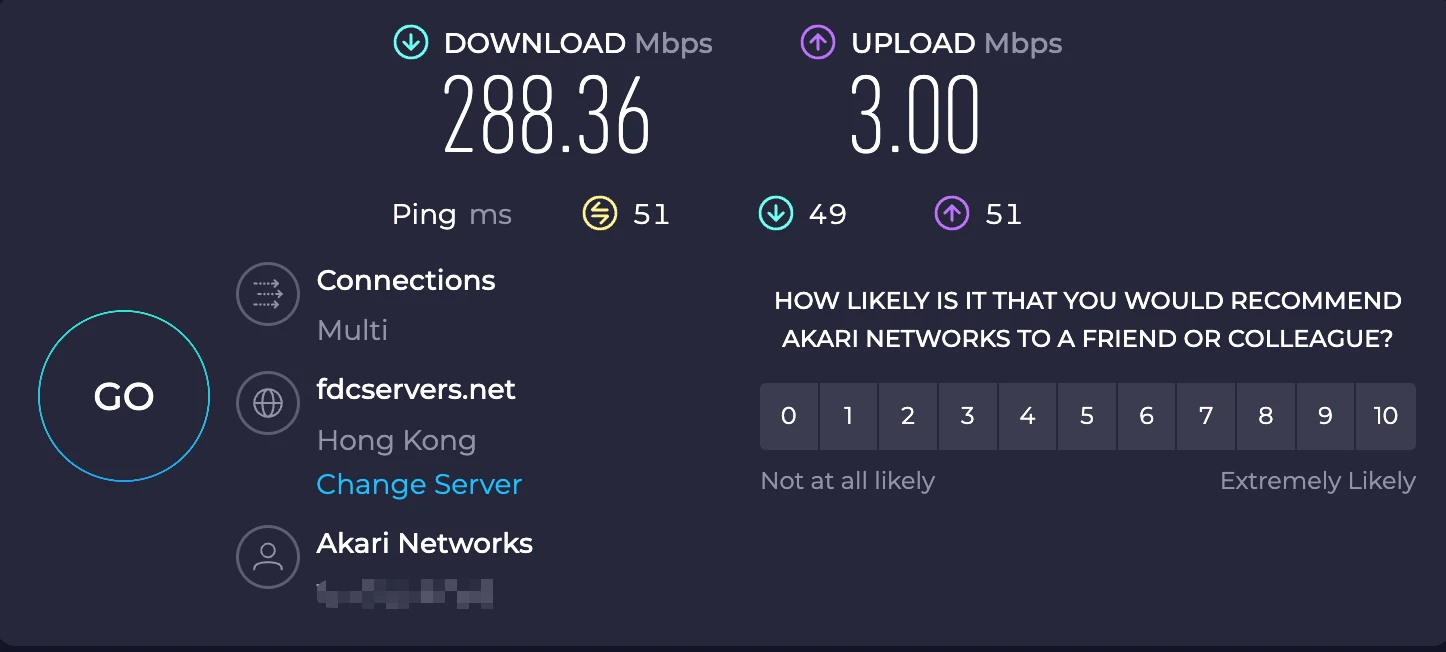 DOWNLOAD Mbps
288.36
UPLOAD Mbps
3.00
Ping ms 51 49 51
GO
Connections
Multi
fdcservers.net
Hong Kong
Change Server
Akari Networks
HOW LIKELY IS IT THAT YOU WOULD RECOMMEND
AKARI NETWORKS TO A FRIEND OR COLLEAGUE?
0 1 2 3 4 5 6 7 8 9 10
Not at all likely Extremely Likely